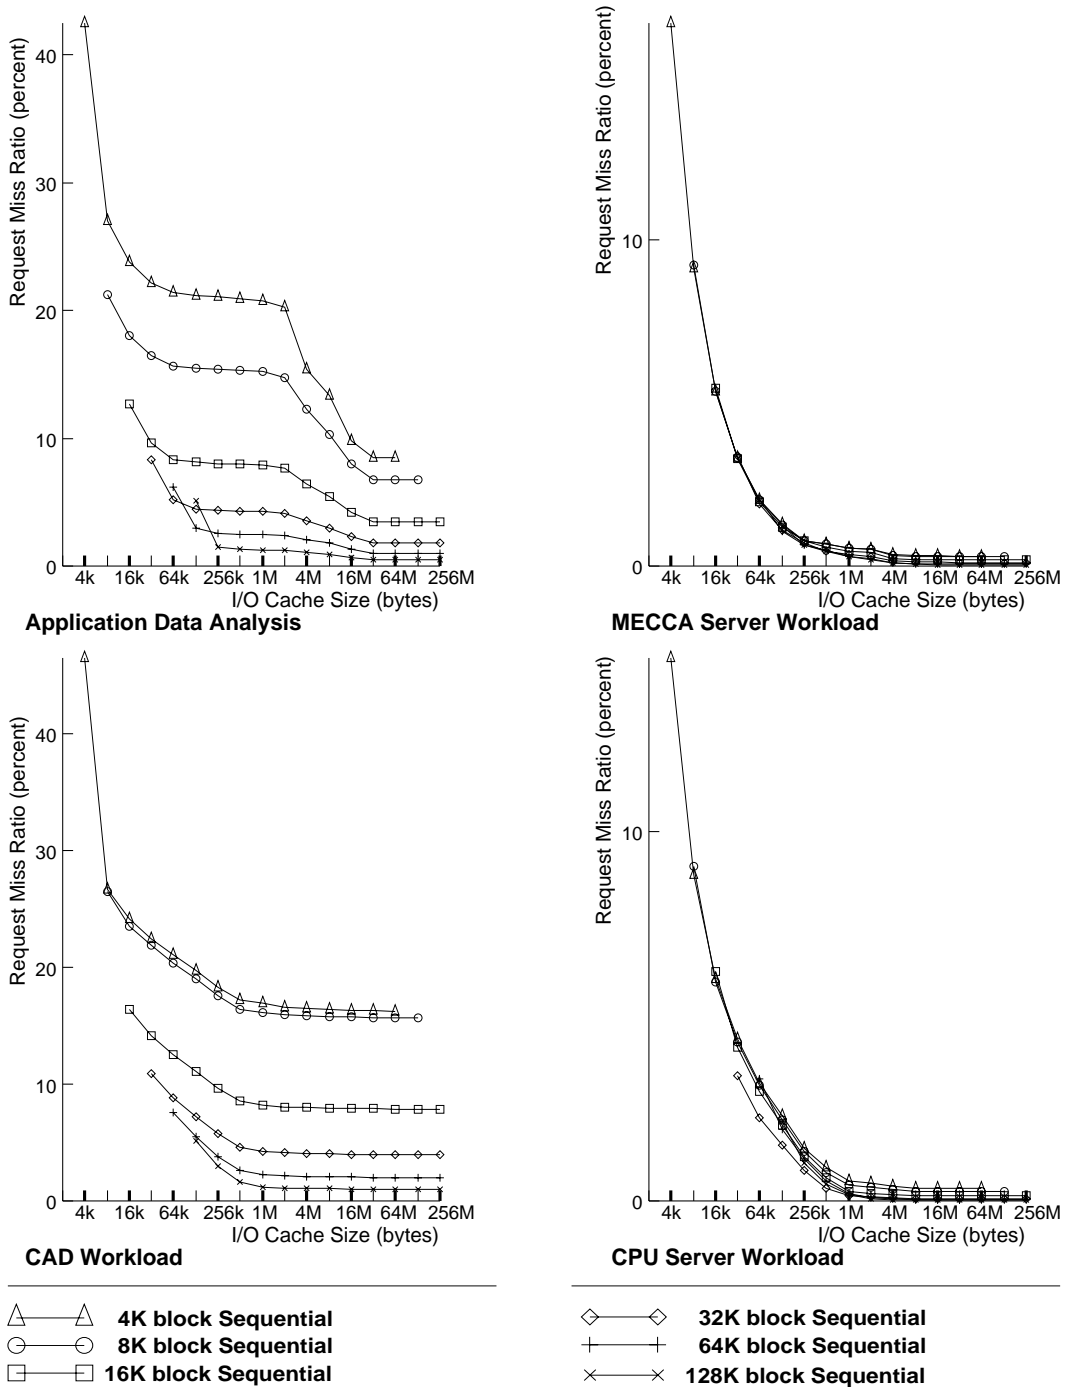 Request Miss Ratio (percent)
40
30
20
10
0
4k 16k 64k 256k 1M 4M 16M 64M 256M
I/O Cache Size (bytes)
Application Data Analysis
Request Miss Ratio (percent)
10
0
4k 16k 64k 256k 1M 4M 16M 64M 256M
I/O Cache Size (bytes)
MECCA Server Workload
Request Miss Ratio (percent)
40
30
20
10
0
4k 16k 64k 256k 1M 4M 16M 64M 256M
I/O Cache Size (bytes)
CAD Workload
Request Miss Ratio (percent)
10
0
4k 16k 64k 256k 1M 4M 16M 64M 256M
I/O Cache Size (bytes)
CPU Server Workload
4K block Sequential
8K block Sequential
16K block Sequential
32K block Sequential
64K block Sequential
128K block Sequential